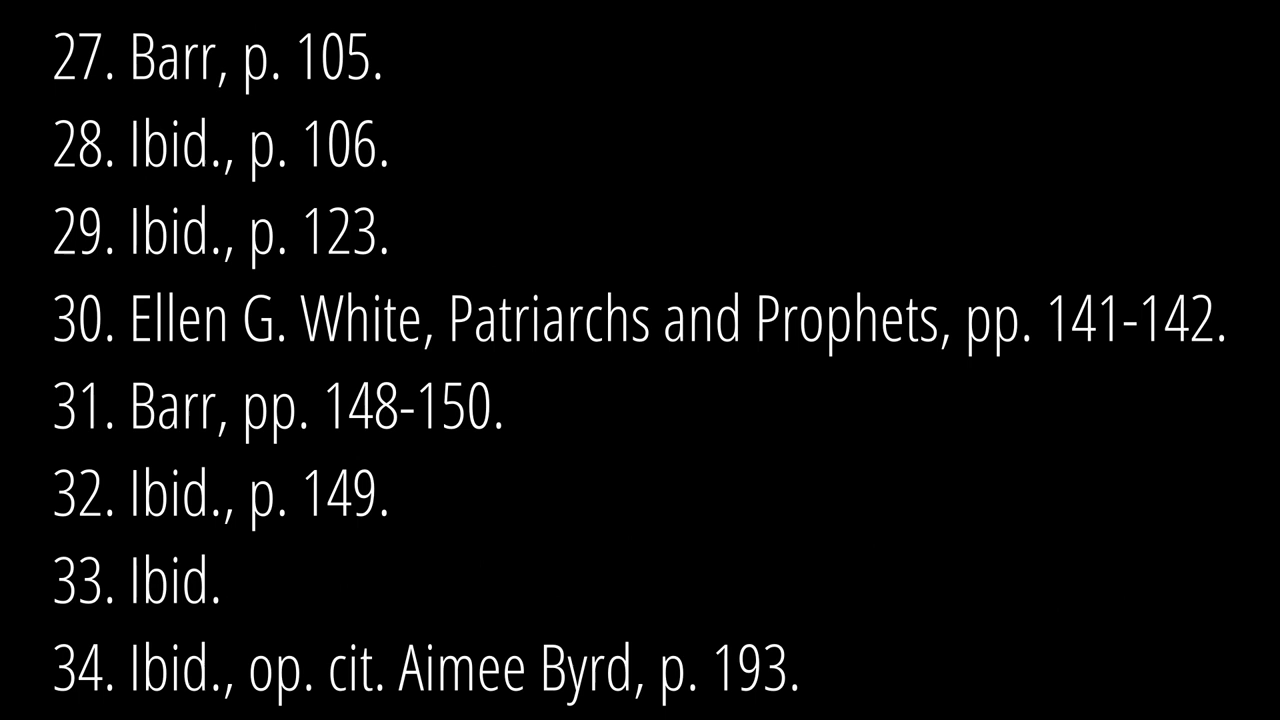 27. Barr, p. 105.
28. Ibid., p. 106.
29. Ibid., p. 123.
30. Ellen G. White, Patriarchs and Prophets, pp. 141-142.
31. Barr, pp. 148-150.
32. Ibid., p. 149.
33. Ibid.
34. Ibid., op. cit. Aimee Byrd, p. 193.